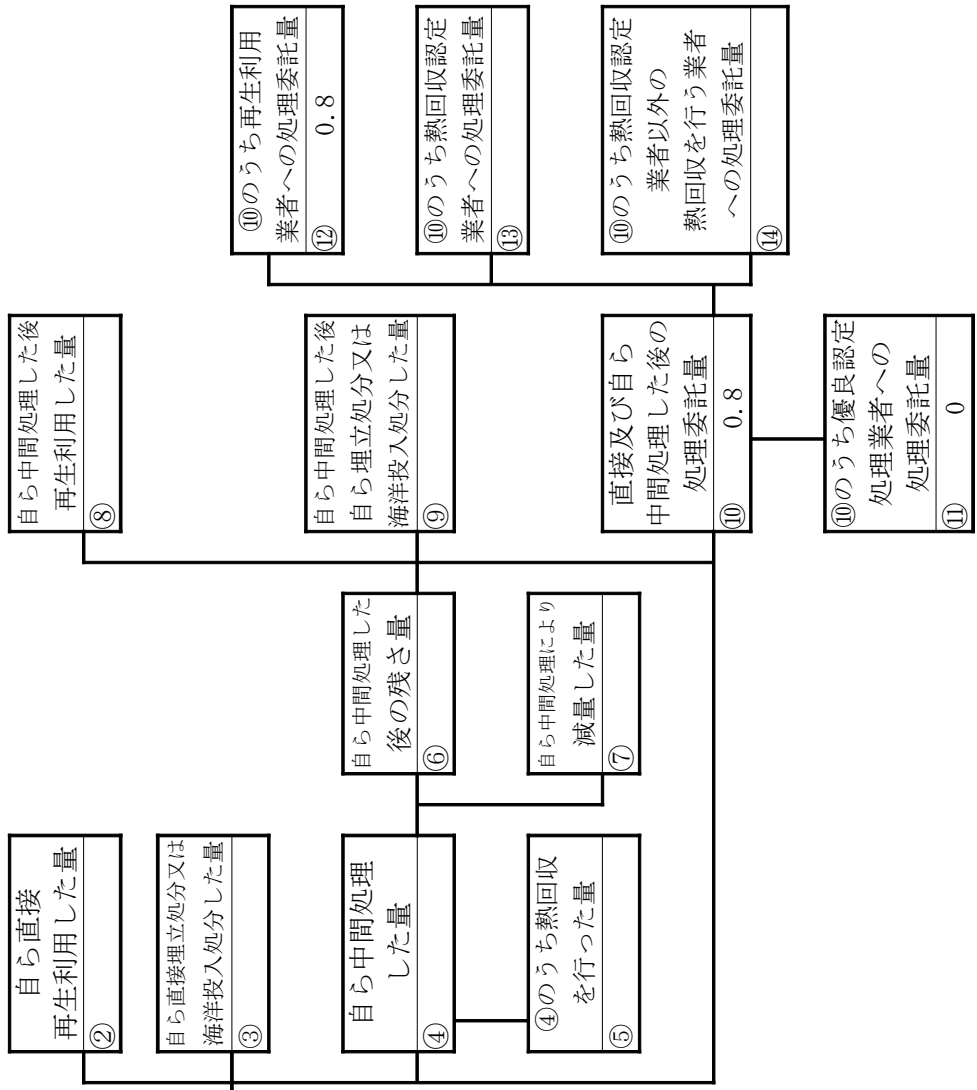 自ら直接
再生利用した量
②
自ら直接埋立処分又は
海洋投入処分した量
③
自ら中間処理
した量
④
④のうち熱回収
を行った量
⑤
自ら中間処理した
後の残さ量
⑥
自ら中間処理により
減量した量
⑦
自ら中間処理した後
再生利用した量
⑧
自ら中間処理した後
自ら埋立処分又は
海洋投入処分した量
⑨
直接及び自ら
中間処理した後の
処理委託量
⑩ 0.8
⑩のうち優良認定
処理業者への
処理委託量
⑪ 0
⑩のうち再生利用
業者への処理委託量
⑫ 0.8
⑩のうち熱回収認定
業者への処理委託量
⑬
⑩のうち熱回収認定
業者以外の
熱回収を行う業者
への処理委託量
⑭